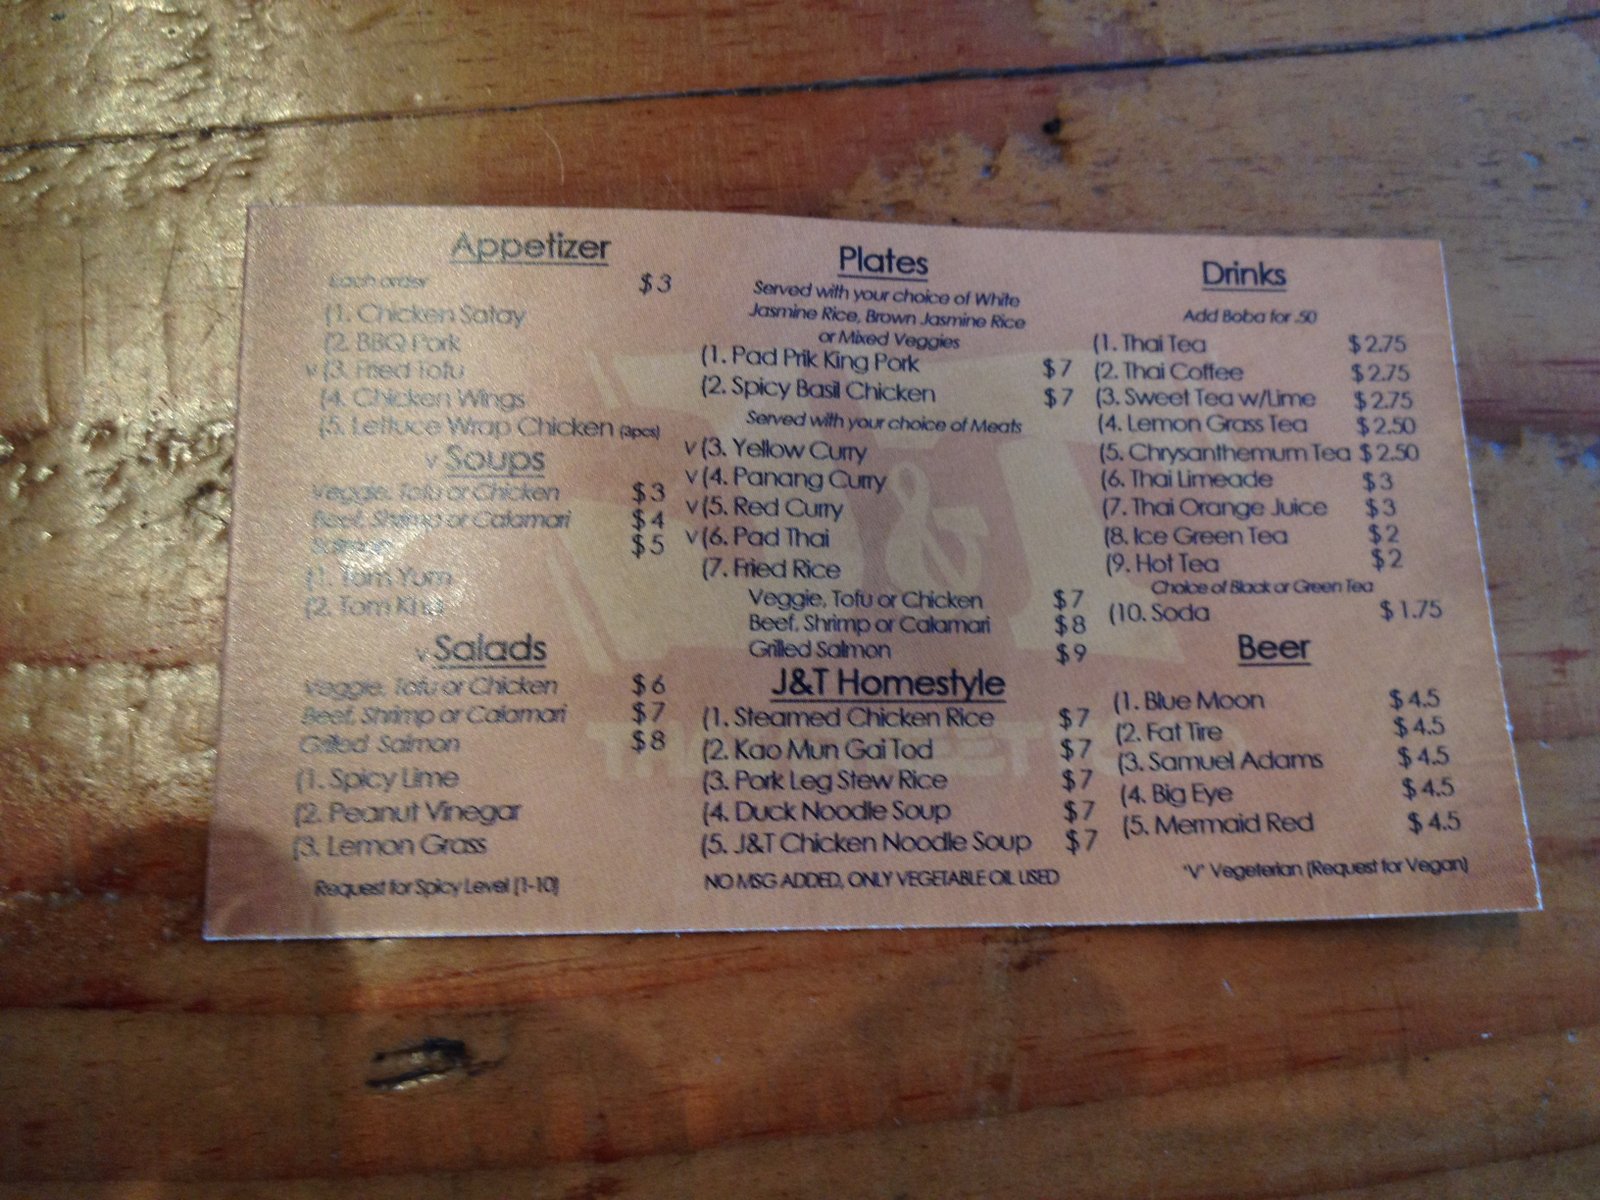 Appetizer
Each order $3
(1. Chicken Satay
(2. BBQ Pork
v (3. Fried Tofu
(4. Chicken Wings
(5. Lettuce Wrap Chicken (3pcs)
v Soups
Veggie, Tofu or Chicken $3
Beef, Shrimp or Calamari $4
Salmon $5
(1. Tom Yum
(2. Tom Kha
v Salads
Veggie, Tofu or Chicken $6
Beef, Shrimp or Calamari $7
Grilled Salmon $8
(1. Spicy Lime
(2. Peanut Vinegar
(3. Lemon Grass
Request for Spicy Level (1-10)
Plates
Served with your choice of White
Jasmine Rice, Brown Jasmine Rice
or Mixed Veggies
(1. Pad Prik King Pork $7
(2. Spicy Basil Chicken $7
Served with your choice of Meats
v (3. Yellow Curry
v (4. Panang Curry
v (5. Red Curry
v (6. Pad Thai
(7. Fried Rice
Veggie, Tofu or Chicken $7
Beef, Shrimp or Calamari $8
Grilled Salmon $9
J&T Homestyle
(1. Steamed Chicken Rice $7
(2. Kao Mun Gai Tod $7
(3. Pork Leg Stew Rice $7
(4. Duck Noodle Soup $7
(5. J&T Chicken Noodle Soup $7
NO MSG ADDED, ONLY VEGETABLE OIL USED
Drinks
Add Boba for .50
(1. Thai Tea $2.75
(2. Thai Coffee $2.75
(3. Sweet Tea w/Lime $2.75
(4. Lemon Grass Tea $2.50
(5. Chrysanthemum Tea $2.50
(6. Thai Limeade $3
(7. Thai Orange Juice $3
(8. Ice Green Tea $2
(9. Hot Tea $2
Choice of Black or Green Tea
(10. Soda $1.75
Beer
(1. Blue Moon $4.5
(2. Fat Tire $4.5
(3. Samuel Adams $4.5
(4. Big Eye $4.5
(5. Mermaid Red $4.5
"V" Vegeterian (Request for Vegan)